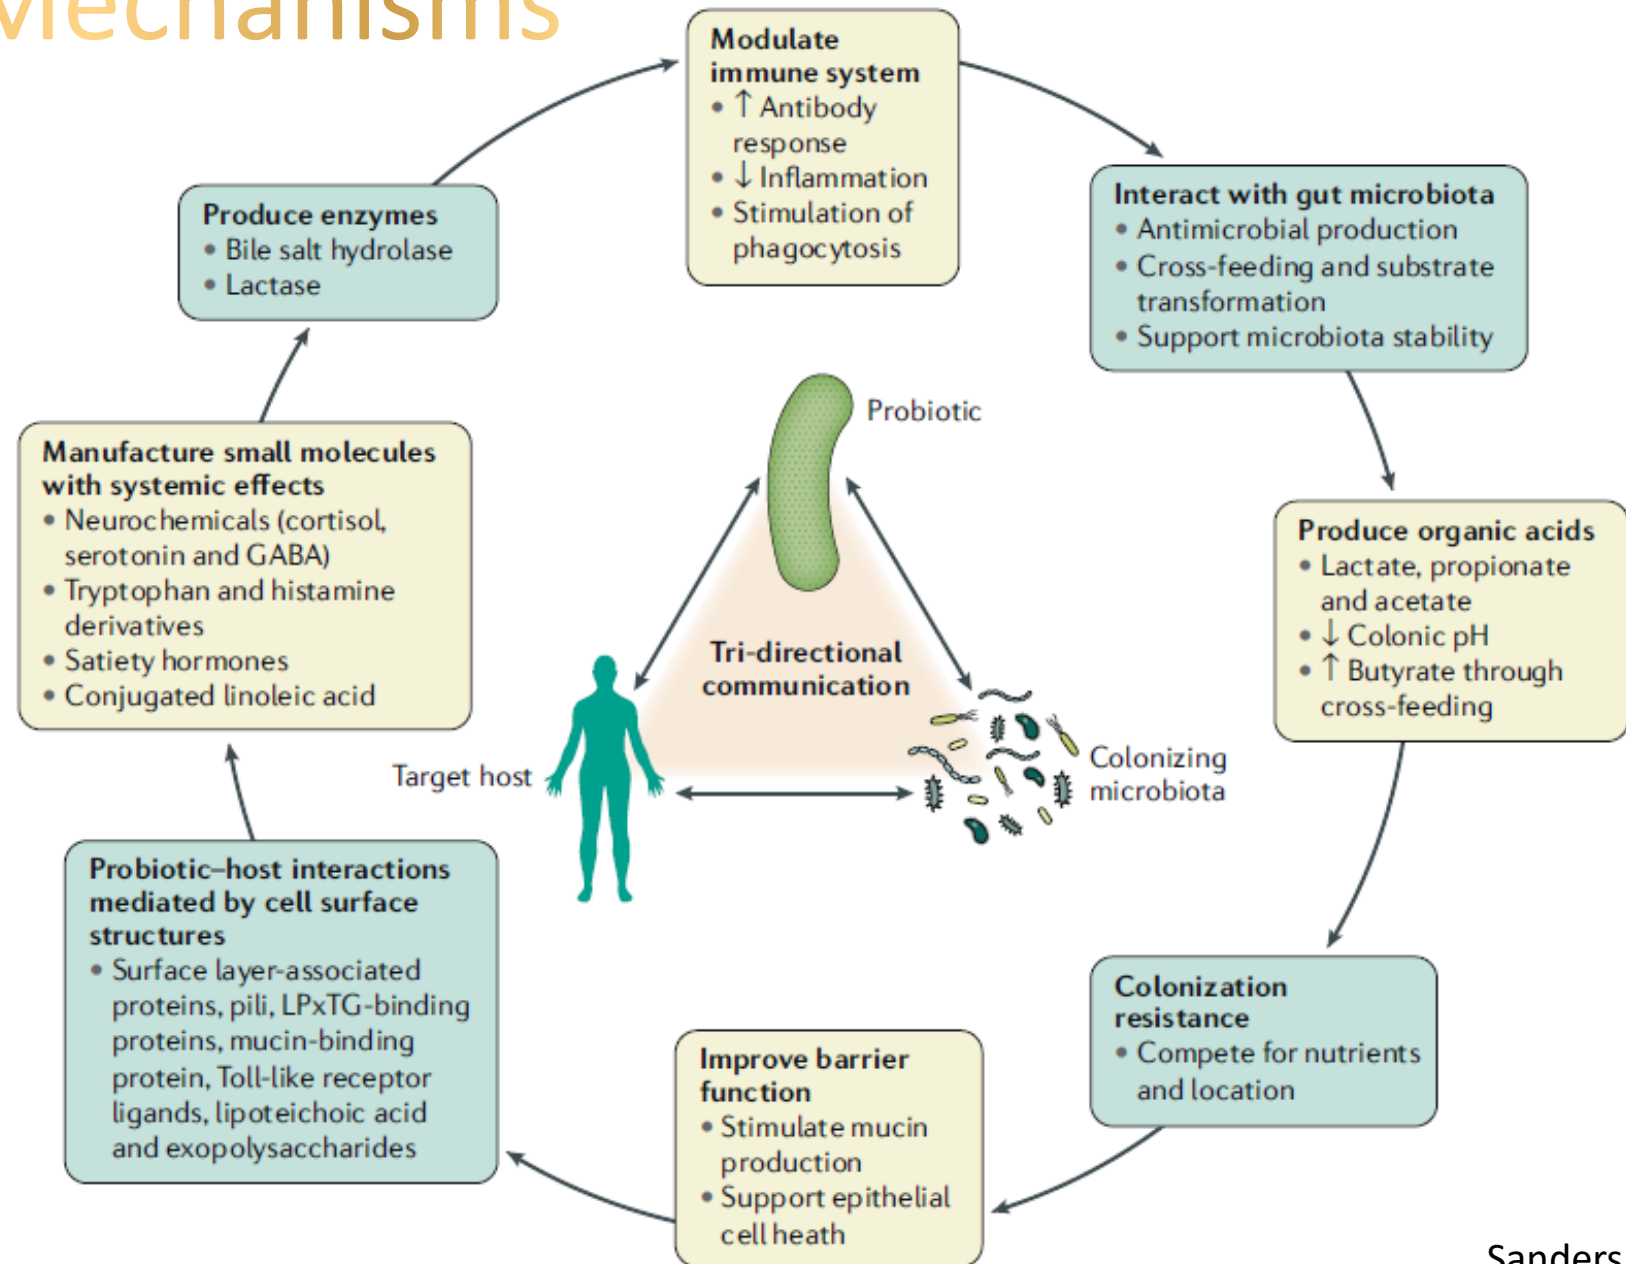 Mechanisms
Modulate
immune system
• ↑ Antibody
response
• ↓ Inflammation
• Stimulation of
phagocytosis
Interact with gut microbiota
• Antimicrobial production
• Cross-feeding and substrate
transformation
• Support microbiota stability
Produce organic acids
• Lactate, propionate
and acetate
• ↓ Colonic pH
• ↑ Butyrate through
cross-feeding
Colonization
resistance
• Compete for nutrients
and location
Improve barrier
function
• Stimulate mucin
production
• Support epithelial
cell heath
Probiotic–host interactions
mediated by cell surface
structures
• Surface layer-associated
proteins, pili, LPxTG-binding
proteins, mucin-binding
protein, Toll-like receptor
ligands, lipoteichoic acid
and exopolysaccharides
Manufacture small molecules
with systemic effects
• Neurochemicals (cortisol,
serotonin and GABA)
• Tryptophan and histamine
derivatives
• Satiety hormones
• Conjugated linoleic acid
Produce enzymes
• Bile salt hydrolase
• Lactase
Probiotic
Tri-directional
communication
Target host
Colonizing
microbiota
Sanders